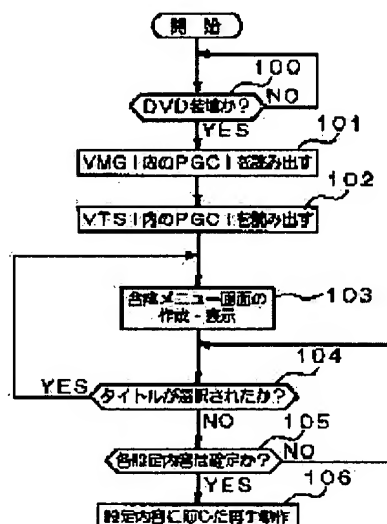 開始
100
DVD装填か?
NO
YES
101
VMGI内のPGCIを読み出す
102
VTSI内のPGCIを読み出す
合成メニュー画面の
作成・表示
103
104
YES
タイトルが選択されたか?
NO
105
各設定内容は確定か?
NO
YES
106
設定内容に応じた再生動作